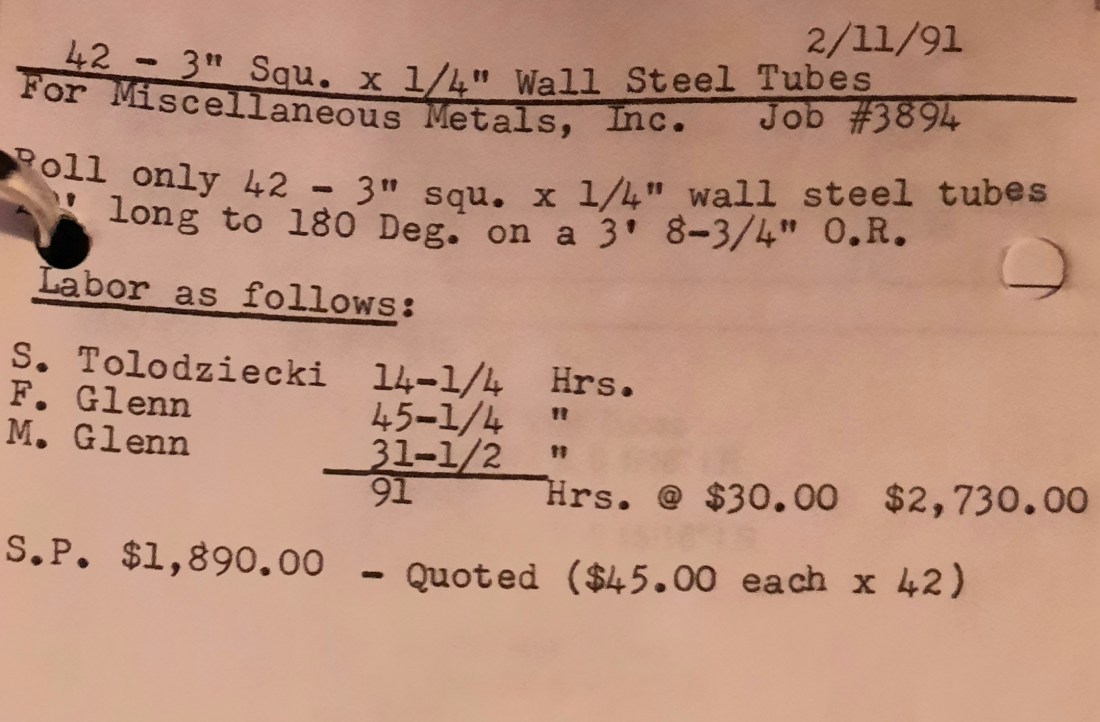 2/11/91
42 - 3" Squ. x 1/4" Wall Steel Tubes
For Miscellaneous Metals, Inc. Job #3894
Roll only 42 - 3" squ. x 1/4" wall steel tubes
long to 180 Deg. on a 3' 8-3/4" O.R.
Labor as follows:
S. Tolodziecki 14-1/4 Hrs.
F. Glenn 45-1/4 "
M. Glenn 31-1/2 "
91 Hrs. @ $30.00 $2,730.00
S.P. $1,890.00 - Quoted ($45.00 each x 42)